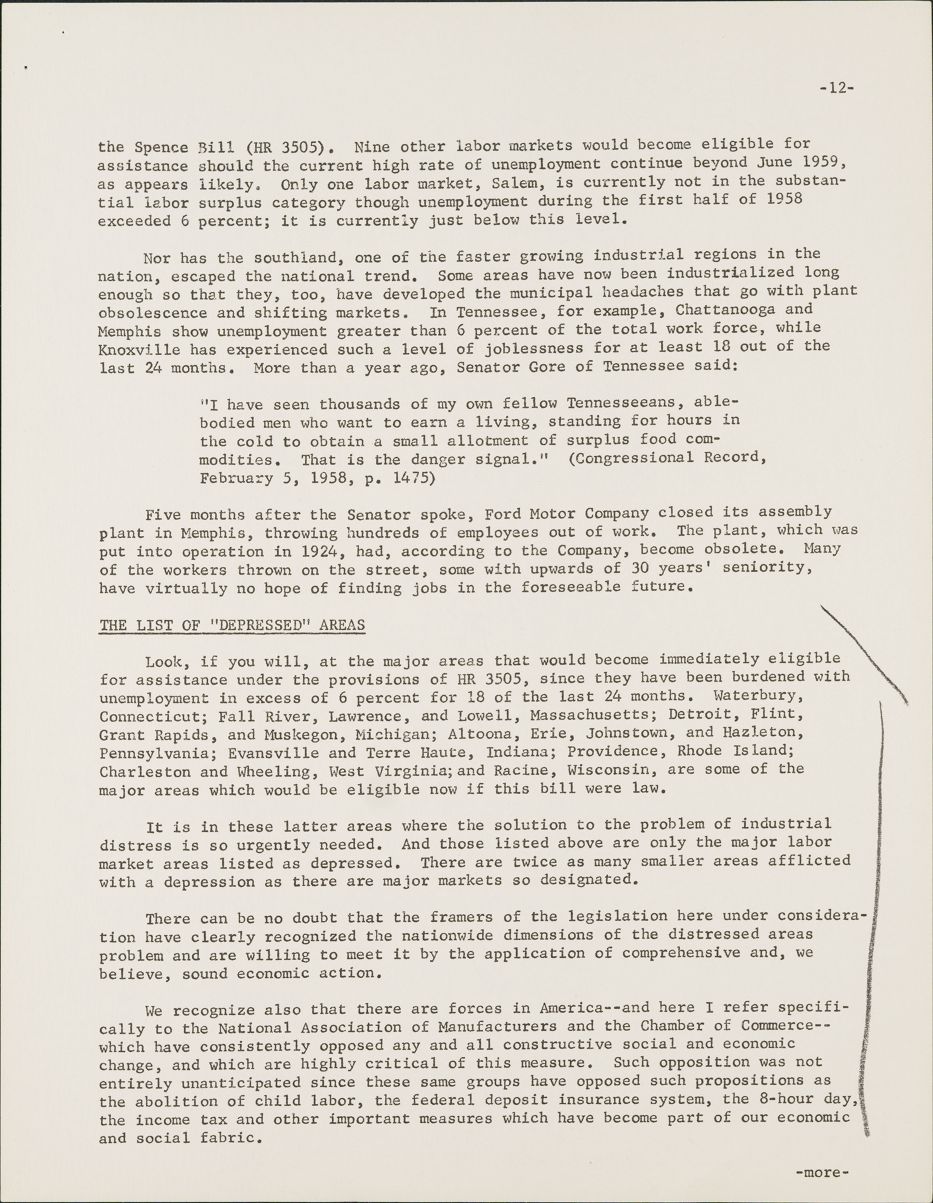 -12-
the Spence Bill (HR 3505). Nine other labor markets would become eligible for
assistance should the current high rate of unemployment continue beyond June 1959,
as appears likely. Only one labor market, Salem, is currently not in the substan-
tial labor surplus category though unemployment during the first half of 1958
exceeded 6 percent; it is currently just below this level.
Nor has the southland, one of the faster growing industrial regions in the
nation, escaped the national trend. Some areas have now been industrialized long
enough so that they, too, have developed the municipal headaches that go with plant
obsolescence and shifting markets. In Tennessee, for example, Chattanooga and
Memphis show unemployment greater than 6 percent of the total work force, while
Knoxville has experienced such a level of joblessness for at least 18 out of the
last 24 months. More than a year ago, Senator Gore of Tennessee said:
"I have seen thousands of my own fellow Tennesseeans, able-
bodied men who want to earn a living, standing for hours in
the cold to obtain a small allotment of surplus food com-
modities. That is the danger signal." (Congressional Record,
February 5, 1958, p. 1475)
Five months after the Senator spoke, Ford Motor Company closed its assembly
plant in Memphis, throwing hundreds of employees out of work. The plant, which was
put into operation in 1924, had, according to the Company, become obsolete. Many
of the workers thrown on the street, some with upwards of 30 years' seniority,
have virtually no hope of finding jobs in the foreseeable future.
THE LIST OF "DEPRESSED" AREAS
Look, if you will, at the major areas that would become immediately eligible
for assistance under the provisions of HR 3505, since they have been burdened with
unemployment in excess of 6 percent for 18 of the last 24 months. Waterbury,
Connecticut; Fall River, Lawrence, and Lowell, Massachusetts; Detroit, Flint,
Grant Rapids, and Muskegon, Michigan; Altoona, Erie, Johnstown, and Hazleton,
Pennsylvania; Evansville and Terre Haute, Indiana; Providence, Rhode Island;
Charleston and Wheeling, West Virginia;and Racine, Wisconsin, are some of the
major areas which would be eligible now if this bill were law.
It is in these latter areas where the solution to the problem of industrial
distress is so urgently needed. And those listed above are only the major labor
market areas listed as depressed. There are twice as many smaller areas afflicted
with a depression as there are major markets so designated.
There can be no doubt that the framers of the legislation here under considera-
tion have clearly recognized the nationwide dimensions of the distressed areas
problem and are willing to meet it by the application of comprehensive and, we
believe, sound economic action.
We recognize also that there are forces in America--and here I refer specifi-
cally to the National Association of Manufacturers and the Chamber of Commerce--
which have consistently opposed any and all constructive social and economic
change, and which are highly critical of this measure. Such opposition was not
entirely unanticipated since these same groups have opposed such propositions as
the abolition of child labor, the federal deposit insurance system, the 8-hour day,
the income tax and other important measures which have become part of our economic
and social fabric.
-more-